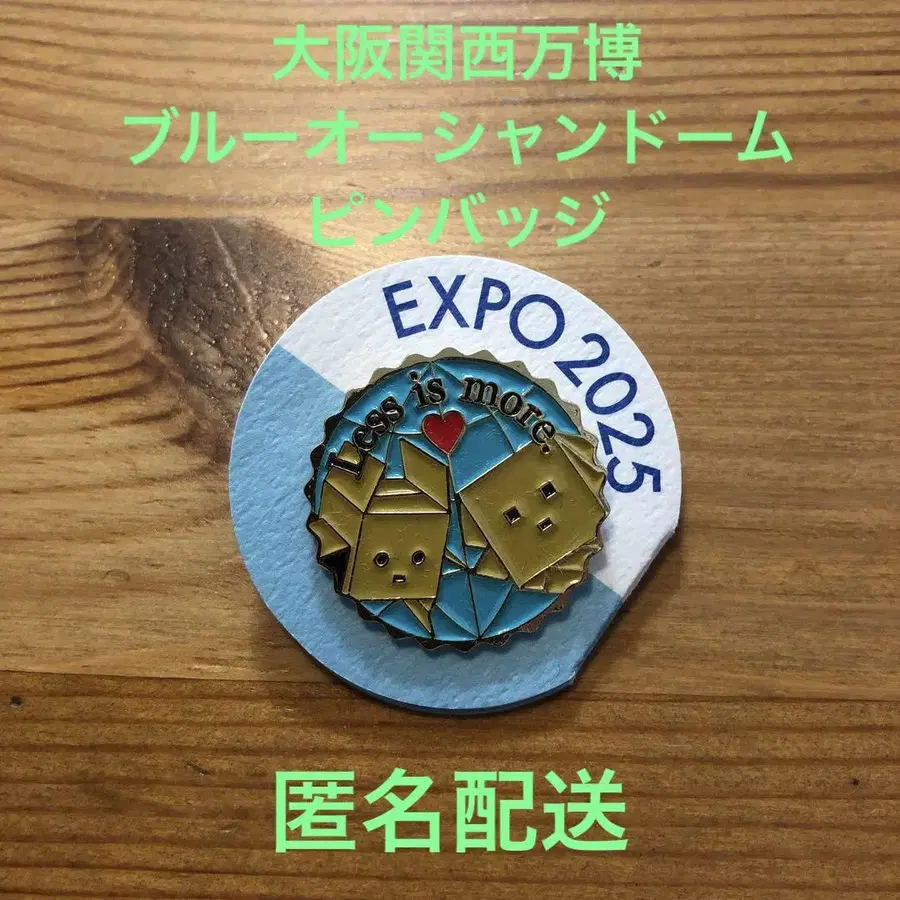 大阪関西万博
ブルーオーシャンドーム
ピンバッジ
EXPO 2025
Less is more.
匿名配送